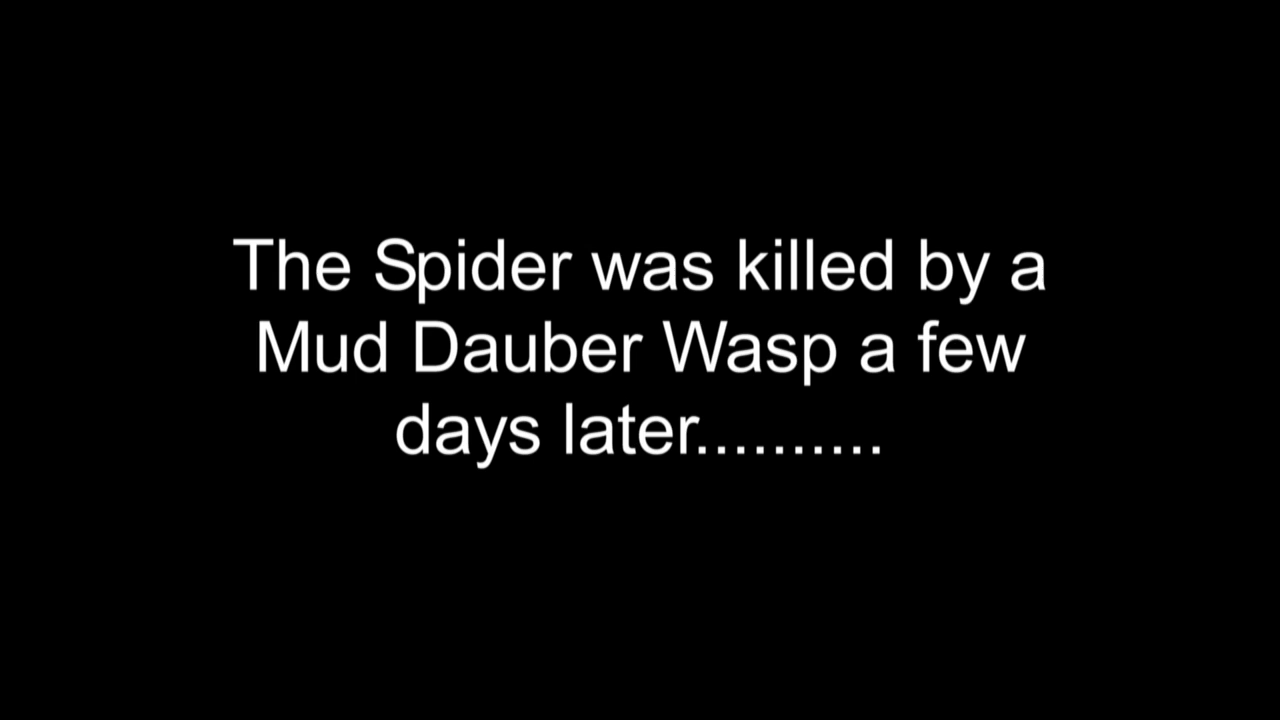 The Spider was killed by a
Mud Dauber Wasp a few
days later..........